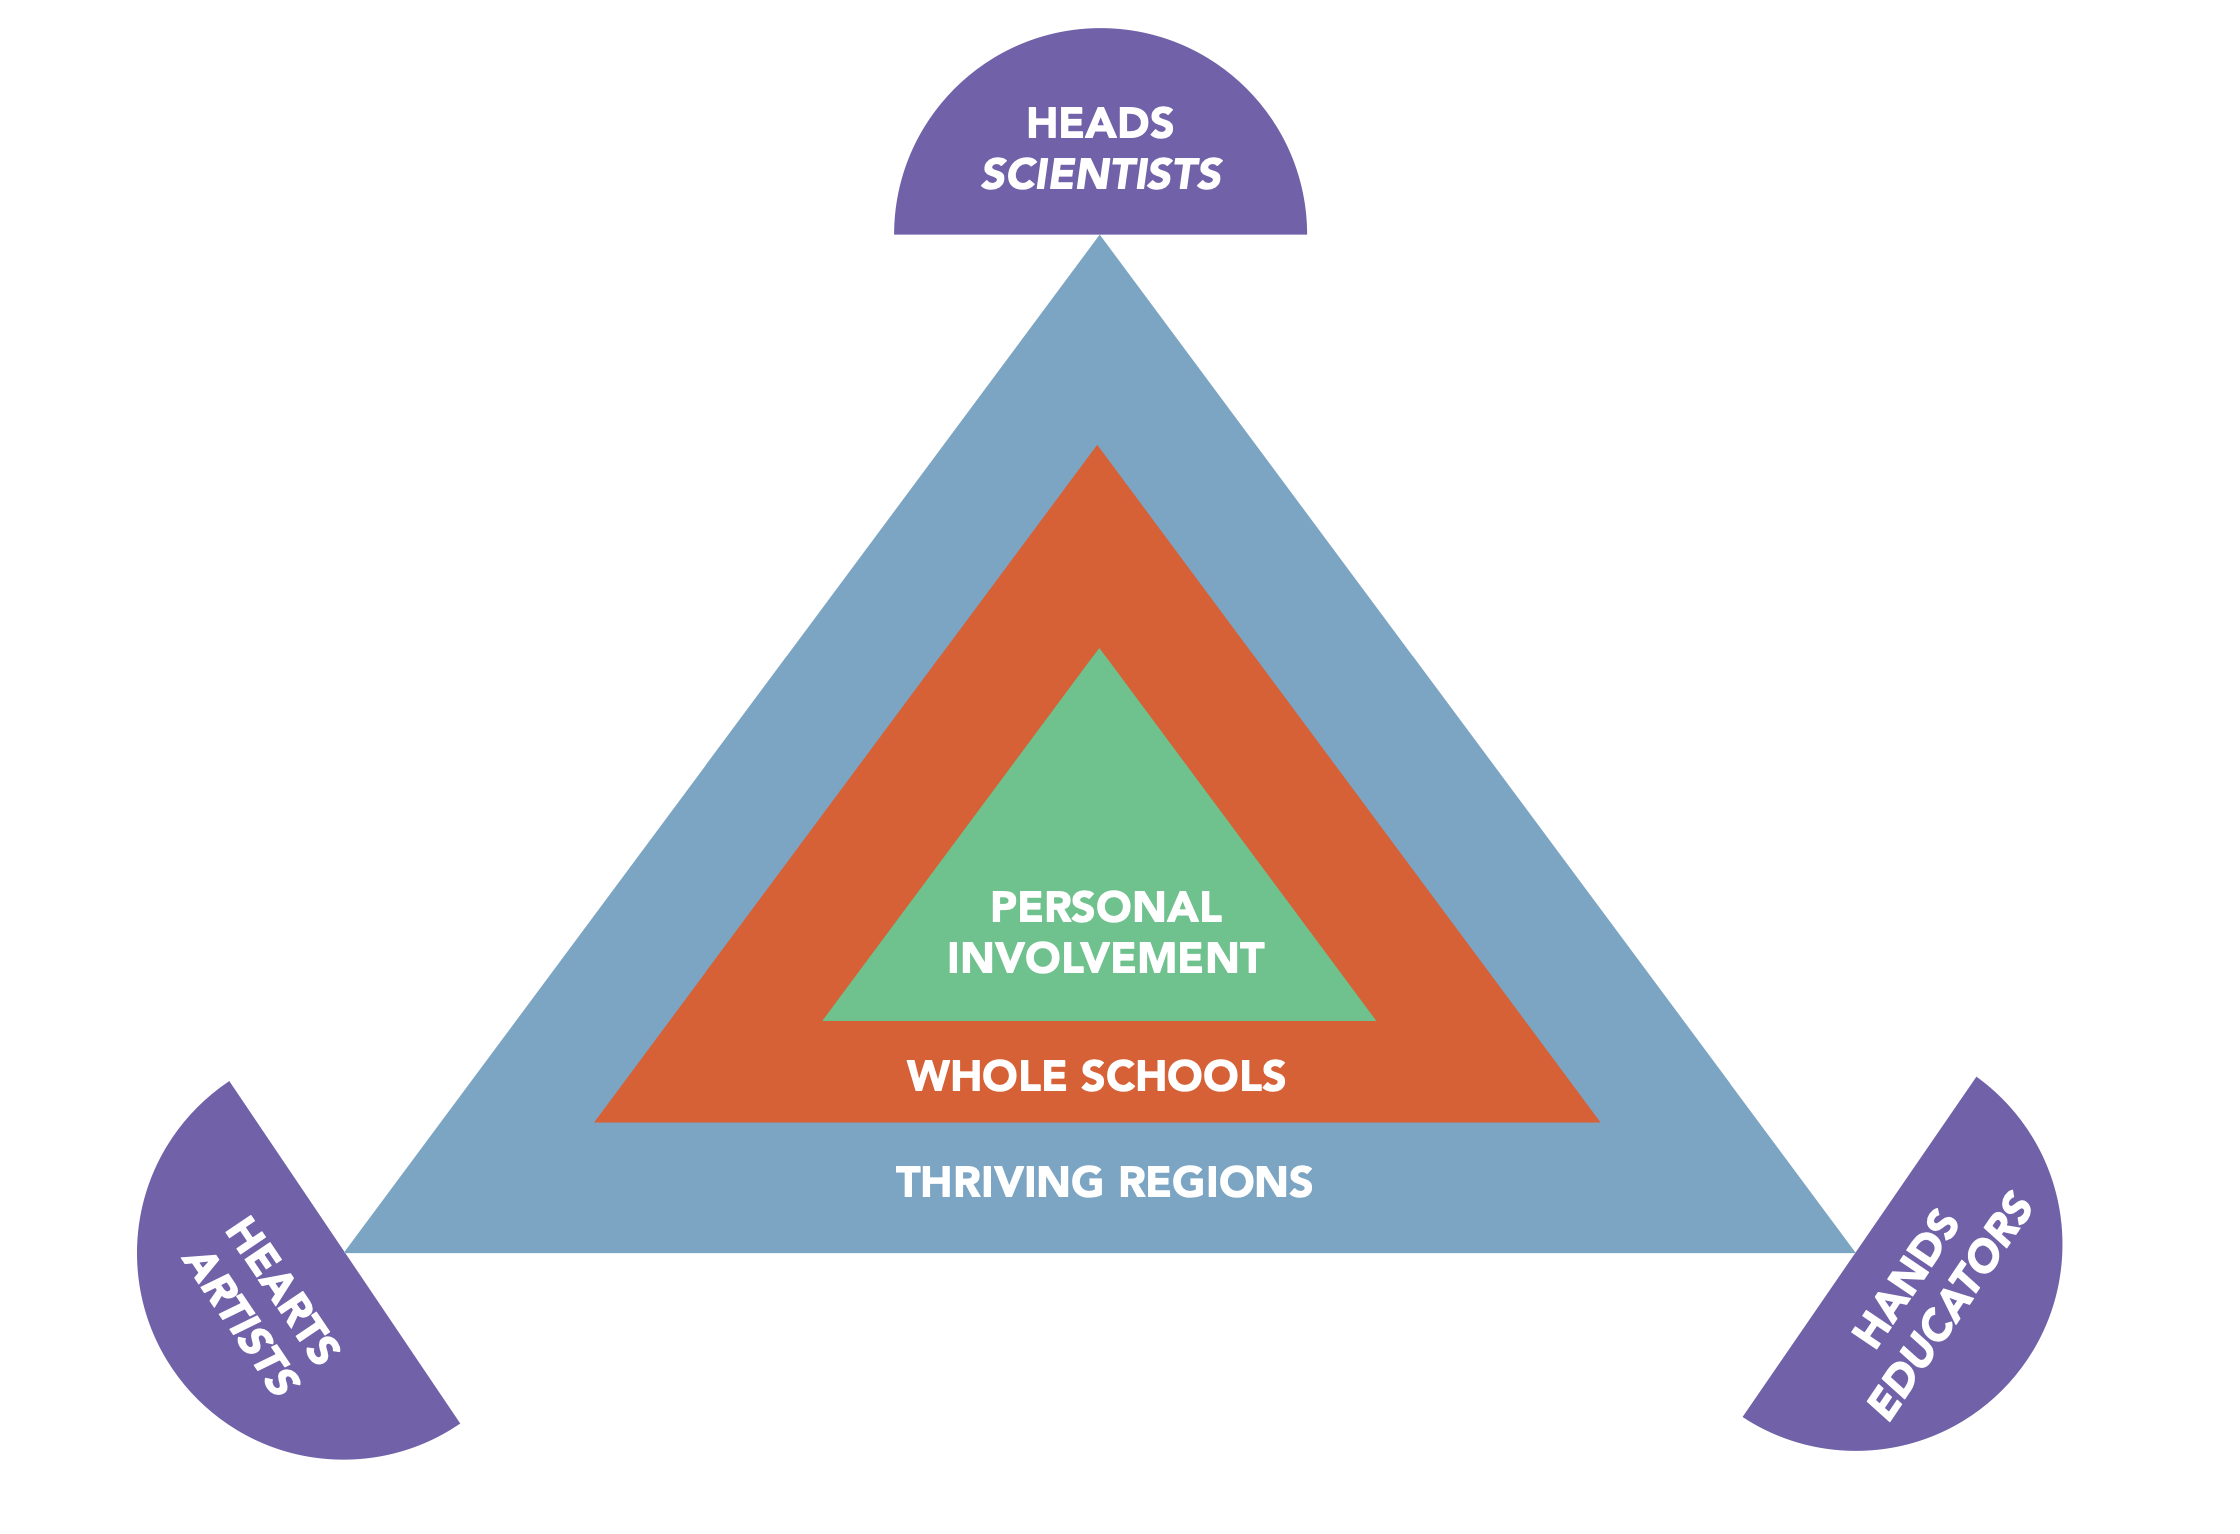 HEADS
SCIENTISTS
PERSONAL
INVOLVEMENT
WHOLE SCHOOLS
THRIVING REGIONS
HEARTS
ARTISTS
HANDS
EDUCATORS